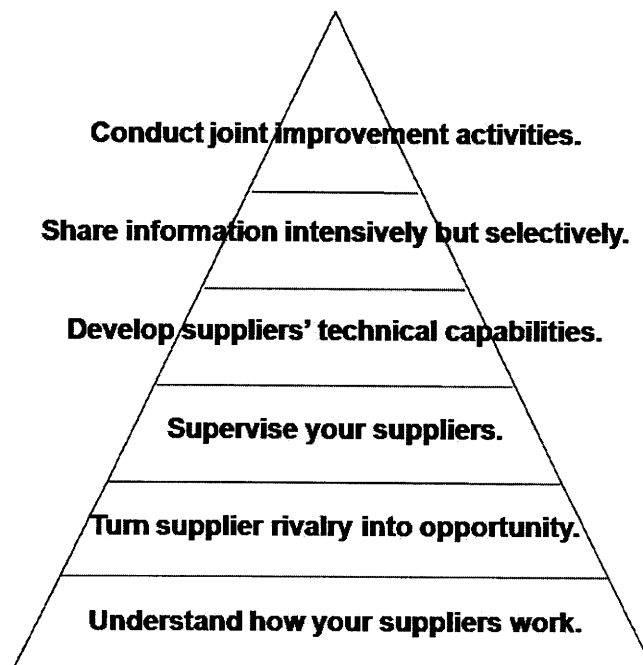 Conduct joint improvement activities.
Share information intensively but selectively.
Develop suppliers' technical capabilities.
Supervise your suppliers.
Turn supplier rivalry into opportunity.
Understand how your suppliers work.